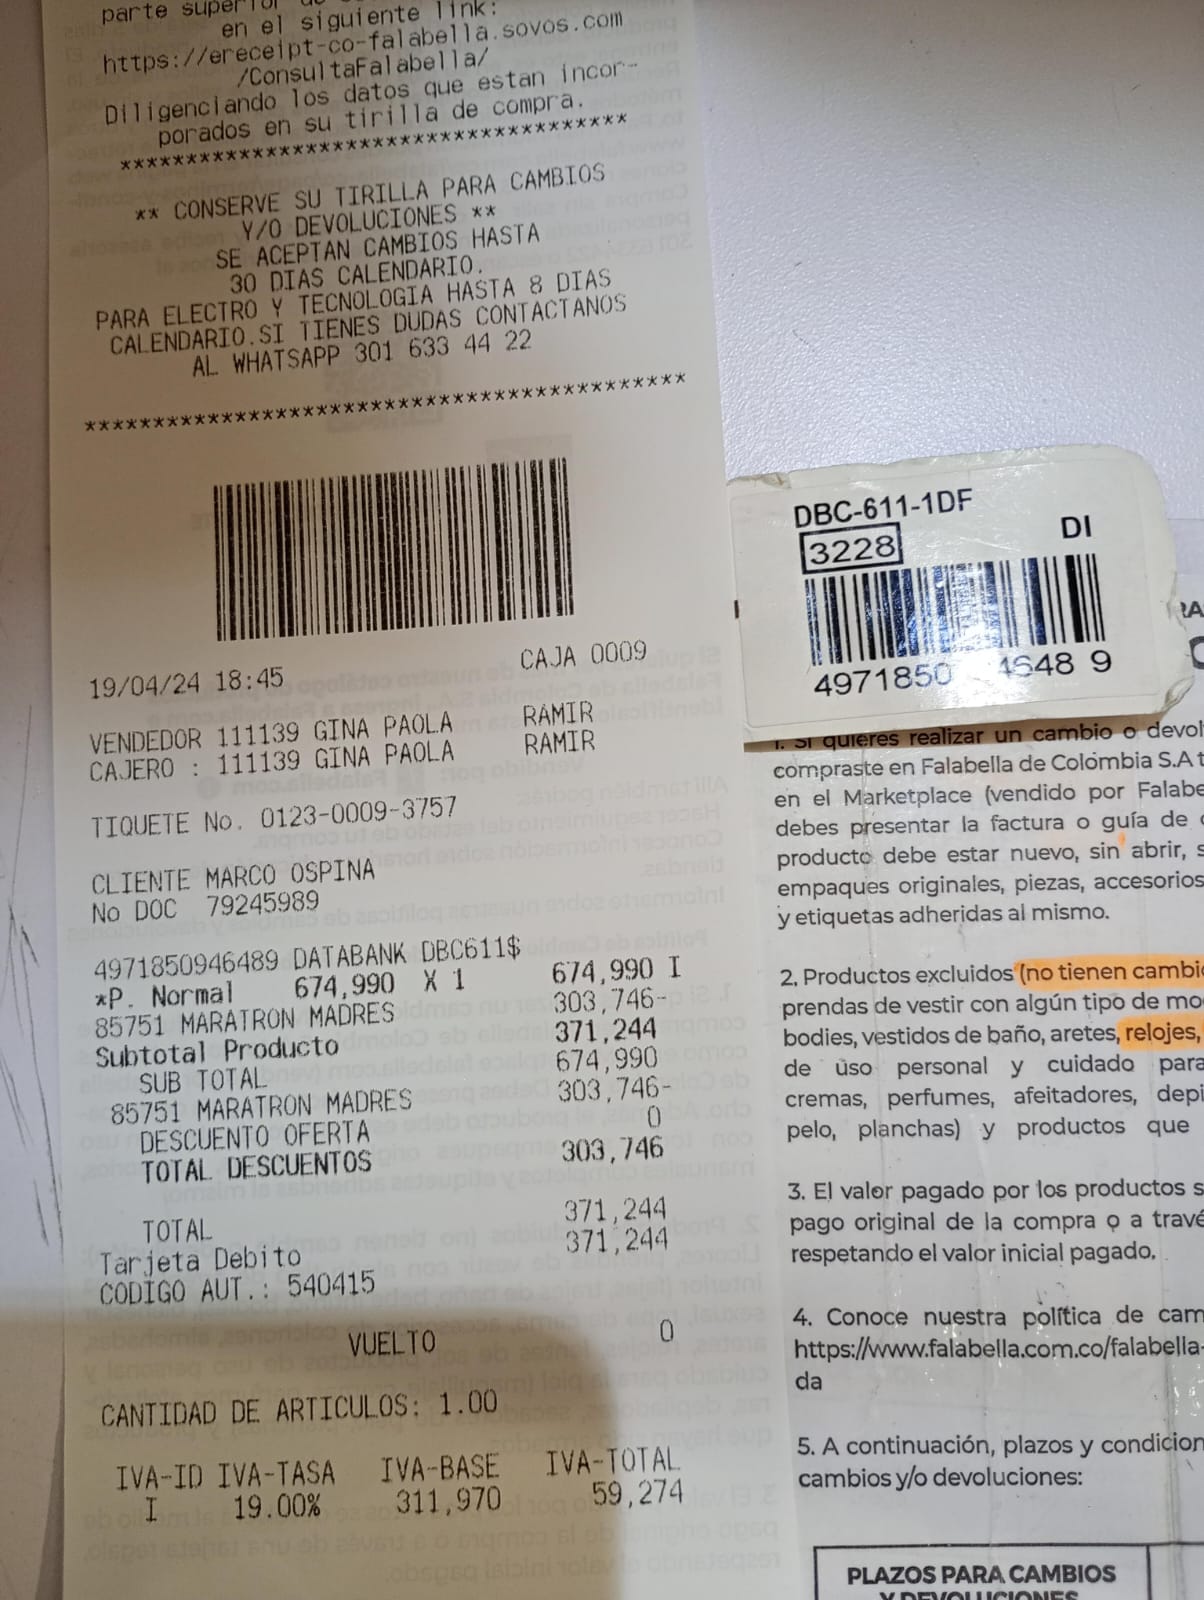 parte superior de
en el siguiente link:
https://ereceipt-co-falabella.sovos.com
/ConsultaFalabella/
Diligenciando los datos que estan incor-
porados en su tirilla de compra.
**************************************
** CONSERVE SU TIRILLA PARA CAMBIOS
Y/O DEVOLUCIONES **
SE ACEPTAN CAMBIOS HASTA
30 DIAS CALENDARIO.
PARA ELECTRO Y TECNOLOGIA HASTA 8 DIAS
CALENDARIO.SI TIENES DUDAS CONTACTANOS
AL WHATSAPP 301 633 44 22
********************************************
19/04/24 18:45 CAJA 0009
VENDEDOR 111139 GINA PAOLA RAMIR
CAJERO : 111139 GINA PAOLA RAMIR
TIQUETE No. 0123-0009-3757
CLIENTE MARCO OSPINA
No DOC 79245989
4971850946489 DATABANK DBC611$
*P. Normal 674,990 X 1 674,990 I
85751 MARATRON MADRES 303,746-
Subtotal Producto 371,244
SUB TOTAL 674,990
85751 MARATRON MADRES 303,746-
DESCUENTO OFERTA 0
TOTAL DESCUENTOS 303,746
TOTAL 371,244
Tarjeta Debito 371,244
CODIGO AUT.: 540415
VUELTO 0
CANTIDAD DE ARTICULOS: 1.00
IVA-ID IVA-TASA IVA-BASE IVA-TOTAL
I 19.00% 311,970 59,274
DBC-611-1DF
3228 DI
4971850 4648 9
1. Si quieres realizar un cambio o devol
compraste en Falabella de Colombia S.A t
en el Marketplace (vendido por Falabe
debes presentar la factura o guía de
producto debe estar nuevo, sin abrir, s
empaques originales, piezas, accesorios
y etiquetas adheridas al mismo.
2. Productos excluidos (no tienen cambi
prendas de vestir con algún tipo de mo
bodies, vestidos de baño, aretes, relojes,
de uso personal y cuidado para
cremas, perfumes, afeitadores, depi
pelo, planchas) y productos que
3. El valor pagado por los productos s
pago original de la compra o a travé
respetando el valor inicial pagado.
4. Conoce nuestra política de cam
https://www.falabella.com.co/falabella-
da
5. A continuación, plazos y condicion
cambios y/o devoluciones:
PLAZOS PARA CAMBIOS
Y DEVOLUCIONES